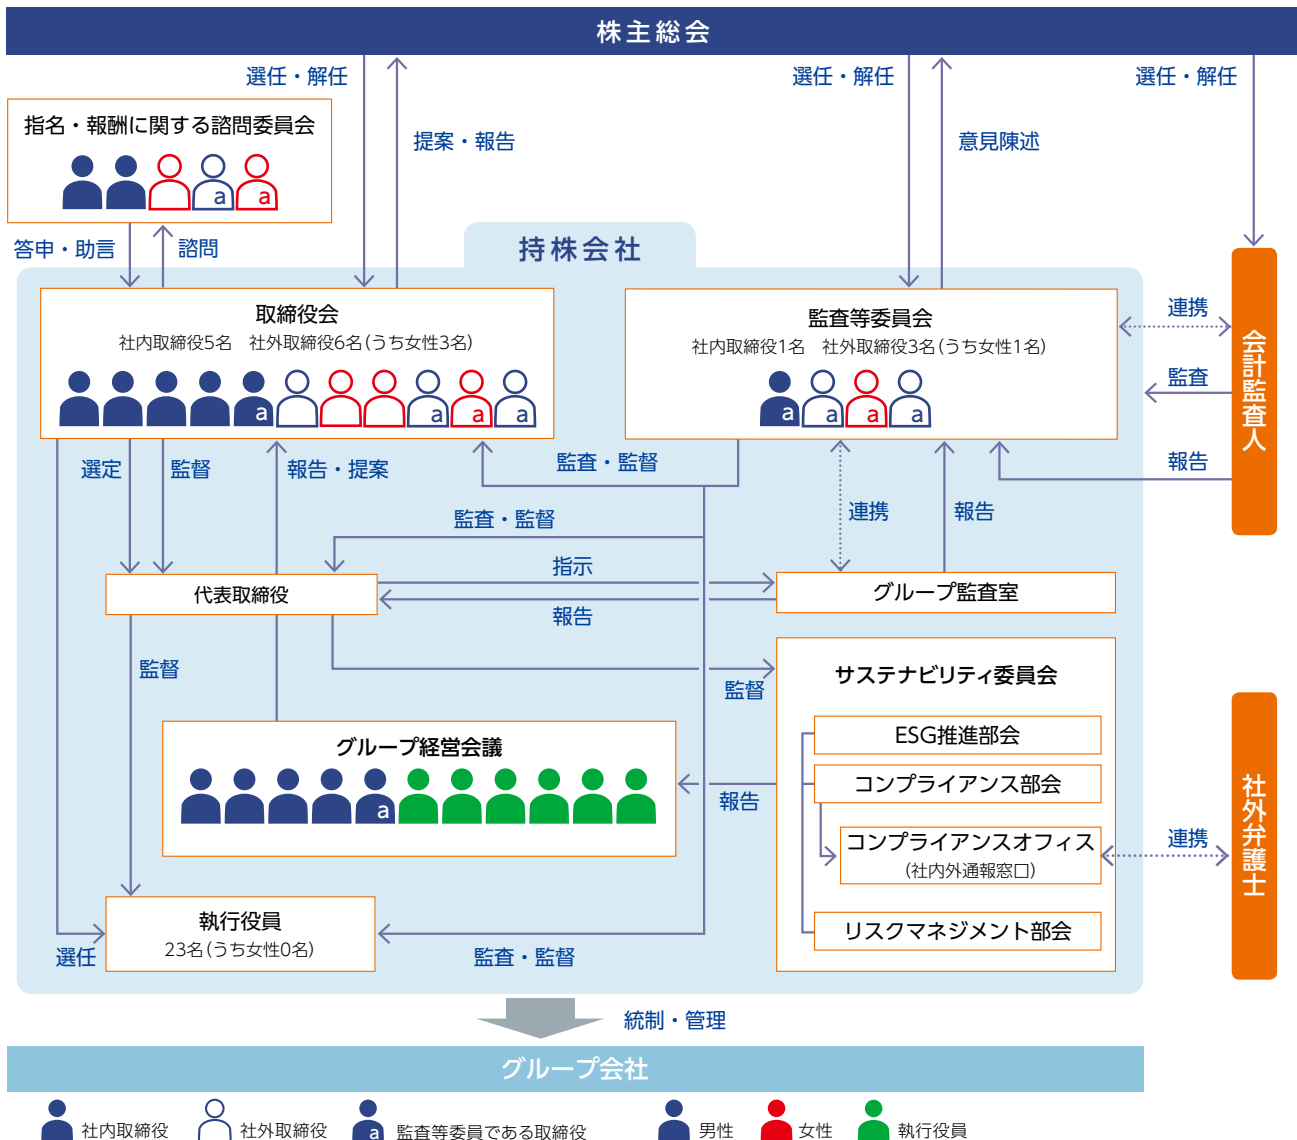 株主総会
選任・解任
選任・解任
選任・解任
指名・報酬に関する諮問委員会
a
a
提案・報告
意見陳述
答申・助言
諮問
持株会社
取締役会
社内取締役5名 社外取締役6名(うち女性3名)
a
a
a
a
監査等委員会
社内取締役1名 社外取締役3名(うち女性1名)
a
a
a
a
連携
監査
報告
会計監査人
選定
監督
報告・提案
監査・監督
監査・監督
連携
報告
代表取締役
指示
報告
グループ監査室
監督
監督
サステナビリティ委員会
ESG推進部会
コンプライアンス部会
コンプライアンスオフィス
(社内外通報窓口)
リスクマネジメント部会
グループ経営会議
a
報告
連携
社外弁護士
執行役員
23名(うち女性0名)
選任
監査・監督
統制・管理
グループ会社
社内取締役
社外取締役
a
監査等委員である取締役
男性
女性
執行役員